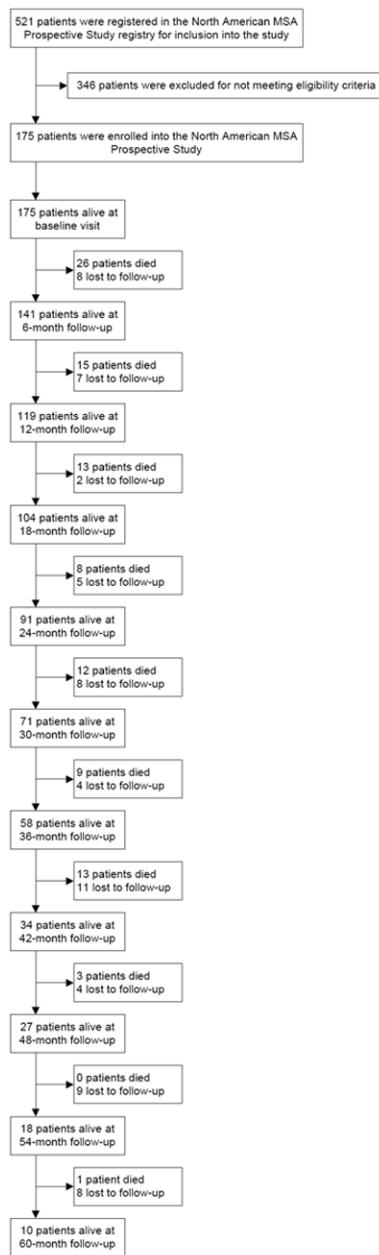 521 patients were registered in the North American MSA
Prospective Study registry for inclusion into the study
346 patients were excluded for not meeting eligibility criteria
175 patients were enrolled into the North American MSA
Prospective Study
175 patients alive at
baseline visit
26 patients died
8 lost to follow-up
141 patients alive at
6-month follow-up
15 patients died
7 lost to follow-up
119 patients alive at
12-month follow-up
13 patients died
2 lost to follow-up
104 patients alive at
18-month follow-up
8 patients died
5 lost to follow-up
91 patients alive at
24-month follow-up
12 patients died
8 lost to follow-up
71 patients alive at
30-month follow-up
9 patients died
4 lost to follow-up
58 patients alive at
36-month follow-up
13 patients died
11 lost to follow-up
34 patients alive at
42-month follow-up
3 patients died
4 lost to follow-up
27 patients alive at
48-month follow-up
0 patients died
9 lost to follow-up
18 patients alive at
54-month follow-up
1 patient died
8 lost to follow-up
10 patients alive at
60-month follow-up